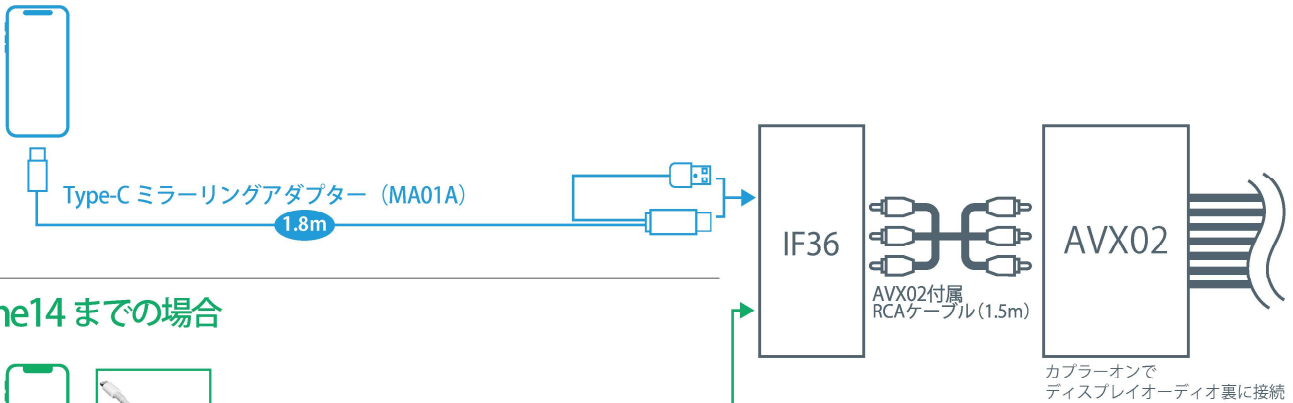 Type-C ミラーリングアダプター（MA01A）
1.8m
IF36
AVX02
AVX02付属
RCAケーブル（1.5m）
ne14 までの場合
カプラーオンで
ディスプレイオーディオ裏に接続